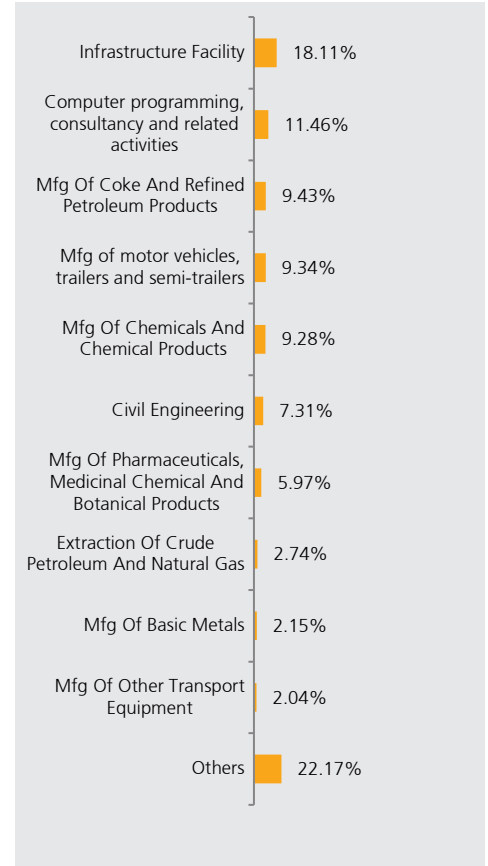 Infrastructure Facility 18.11%
Computer programming,
consultancy and related
activities 11.46%
Mfg Of Coke And Refined
Petroleum Products 9.43%
Mfg of motor vehicles,
trailers and semi-trailers 9.34%
Mfg Of Chemicals And
Chemical Products 9.28%
Civil Engineering 7.31%
Mfg Of Pharmaceuticals,
Medicinal Chemical And
Botanical Products 5.97%
Extraction Of Crude
Petroleum And Natural Gas 2.74%
Mfg Of Basic Metals 2.15%
Mfg Of Other Transport
Equipment 2.04%
Others 22.17%